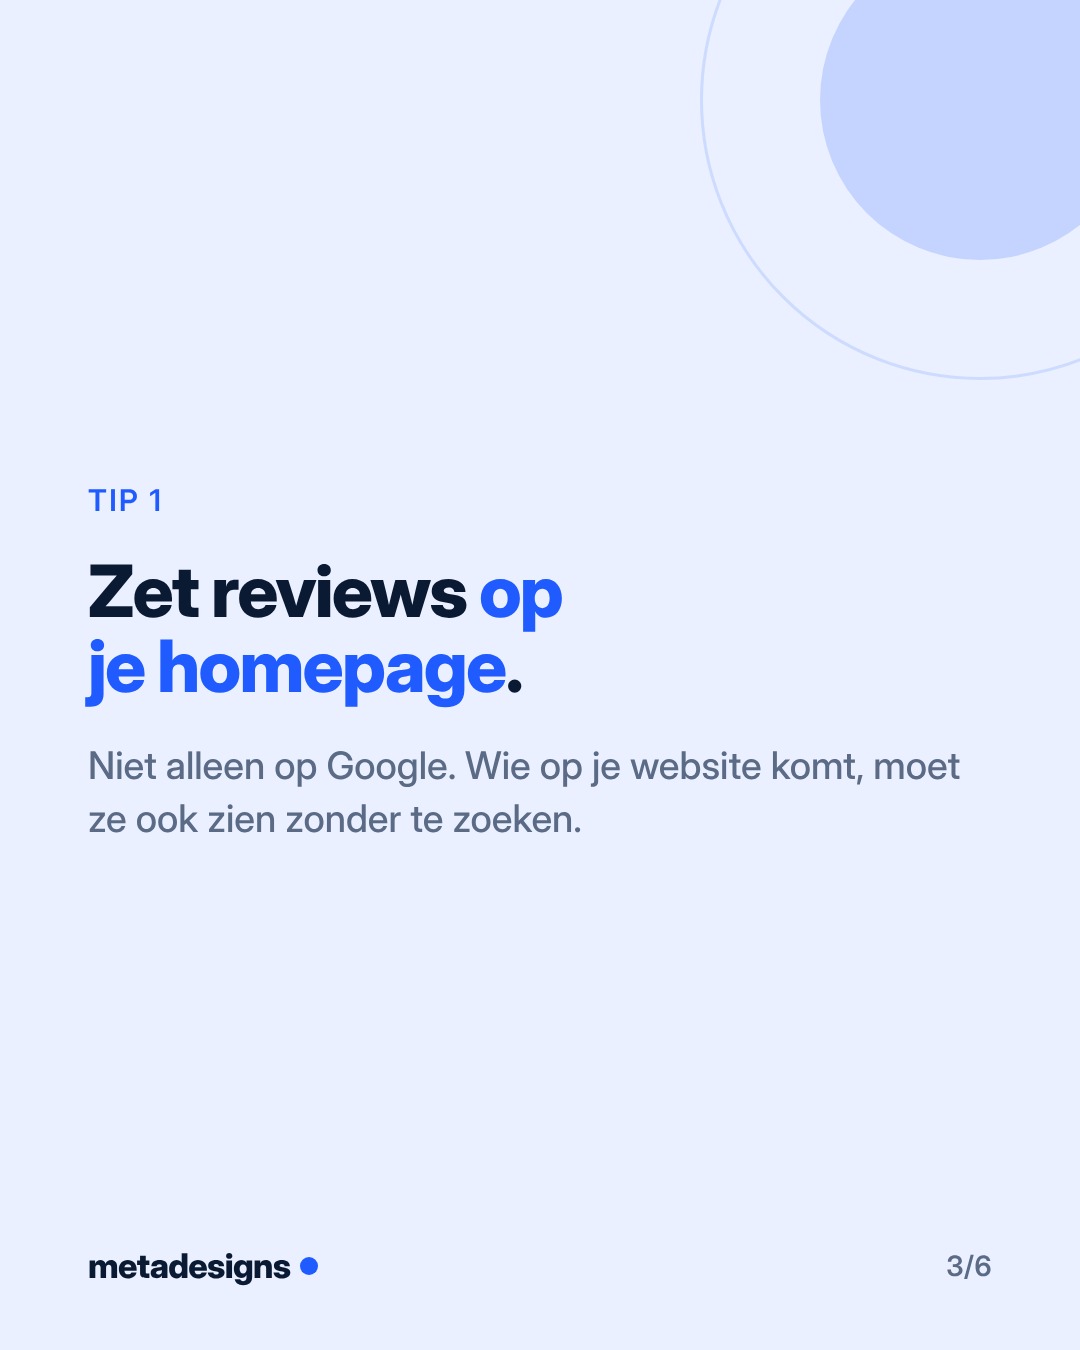 TIP 1
Zet reviews op
je homepage.
Niet alleen op Google. Wie op je website komt, moet
ze ook zien zonder te zoeken.
metadesigns
3/6